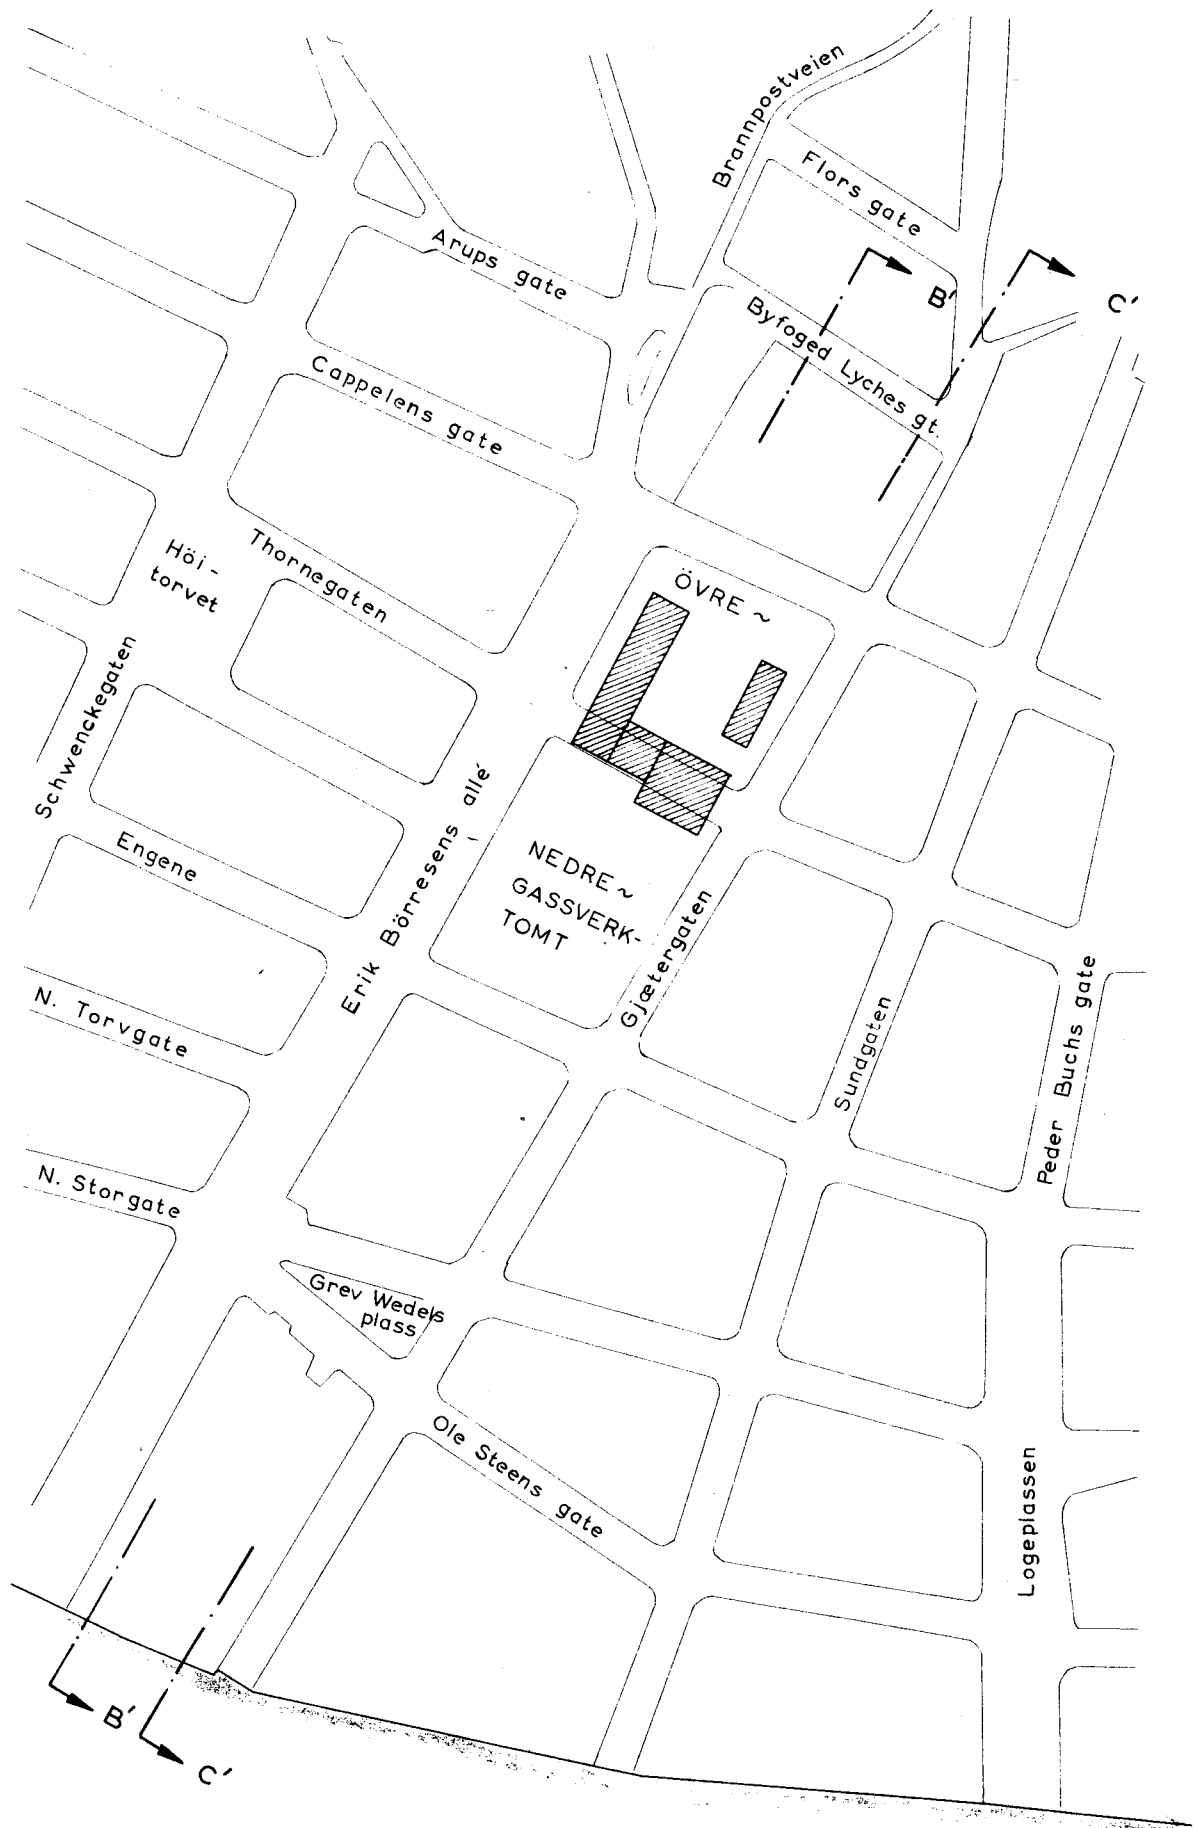 Brannpostveien
Flors gate
Arups gate
B'
C'
Byfoged Lyches gt.
Cappelens gate
Thornegaten
Höi-
torvet
ÖVRE ~
Schwenckegaten
Erik Börresens allé
Engene
NEDRE ~
GASSVERK-
TOMT
Gjætergaten
N. Torvgate
Sundgaten
Peder Buchs gate
N. Storgate
Grev Wedels
plass
Ole Steens gate
Logeplassen
B'
C'